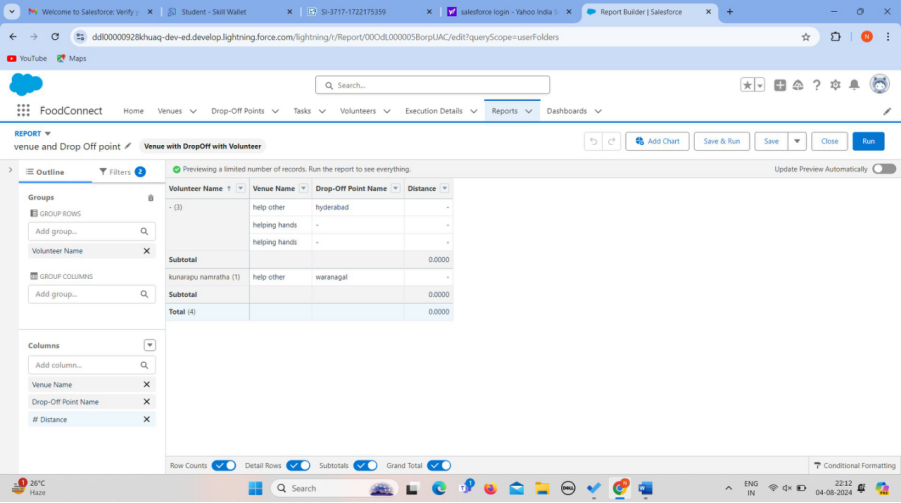 Welcome to Salesforce: Verify y
Student - Skill Wallet
SI-3717-1722175359
salesforce login - Yahoo India S
Report Builder | Salesforce
ddl00000928khuaq-dev-ed.develop.lightning.force.com/lightning/r/Report/00OdL000005BorpUAC/edit?queryScope=userFolders
N
YouTube
Maps
Search...
FoodConnect
Home
Venues
Drop-Off Points
Tasks
Volunteers
Execution Details
Reports
Dashboards
REPORT
venue and Drop Off point
Venue with DropOff with Volunteer
Add Chart
Save & Run
Save
Close
Run
Outline
Filters 2
Previewing a limited number of records. Run the report to see everything.
Update Preview Automatically
Groups
GROUP ROWS
Add group...
Volunteer Name
GROUP COLUMNS
Add group...
Columns
Add column...
Venue Name
Drop-Off Point Name
# Distance
Volunteer Name ↑ Venue Name Drop-Off Point Name Distance
- (3) help other hyderabad -
helping hands - -
helping hands - -
Subtotal 0.0000
kunarapu namratha (1) help other waranagal -
Subtotal 0.0000
Total (4) 0.0000
Row Counts
Detail Rows
Subtotals
Grand Total
Conditional Formatting
1
26°C
Haze
Search
DELL
ENG
IN
22:12
04-08-2024